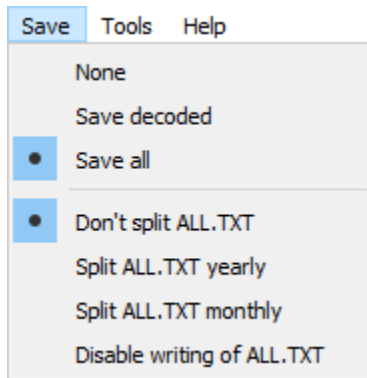 Save Tools Help
None
Save decoded
Save all
Don't split ALL.TXT
Split ALL.TXT yearly
Split ALL.TXT monthly
Disable writing of ALL.TXT